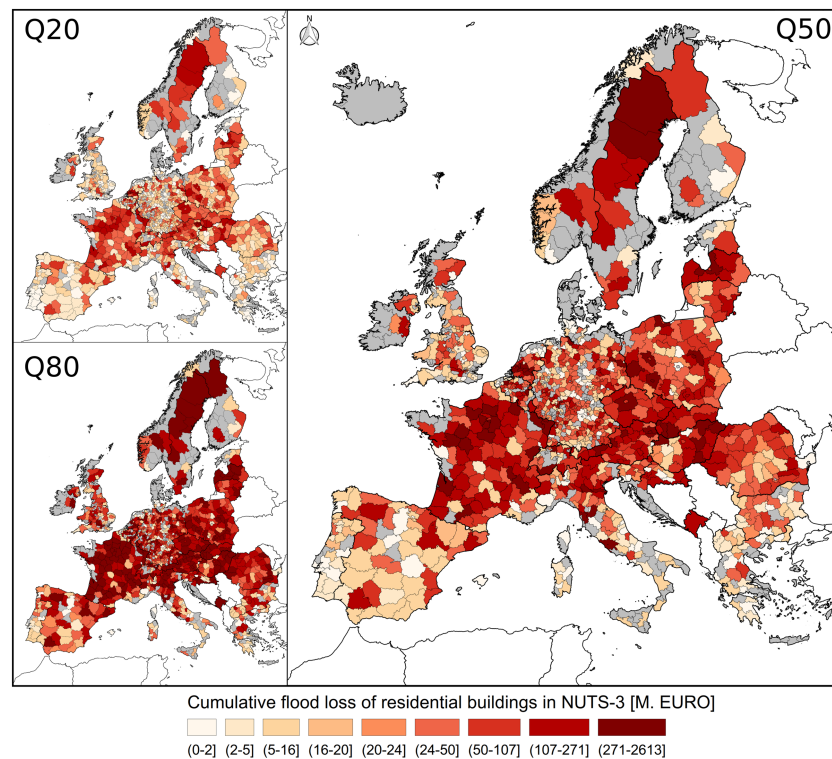 Q20
N
Q50
Q80
Cumulative flood loss of residential buildings in NUTS-3 [M. EURO]
(0-2] (2-5] (5-16] (16-20] (20-24] (24-50] (50-107] (107-271] (271-2613]